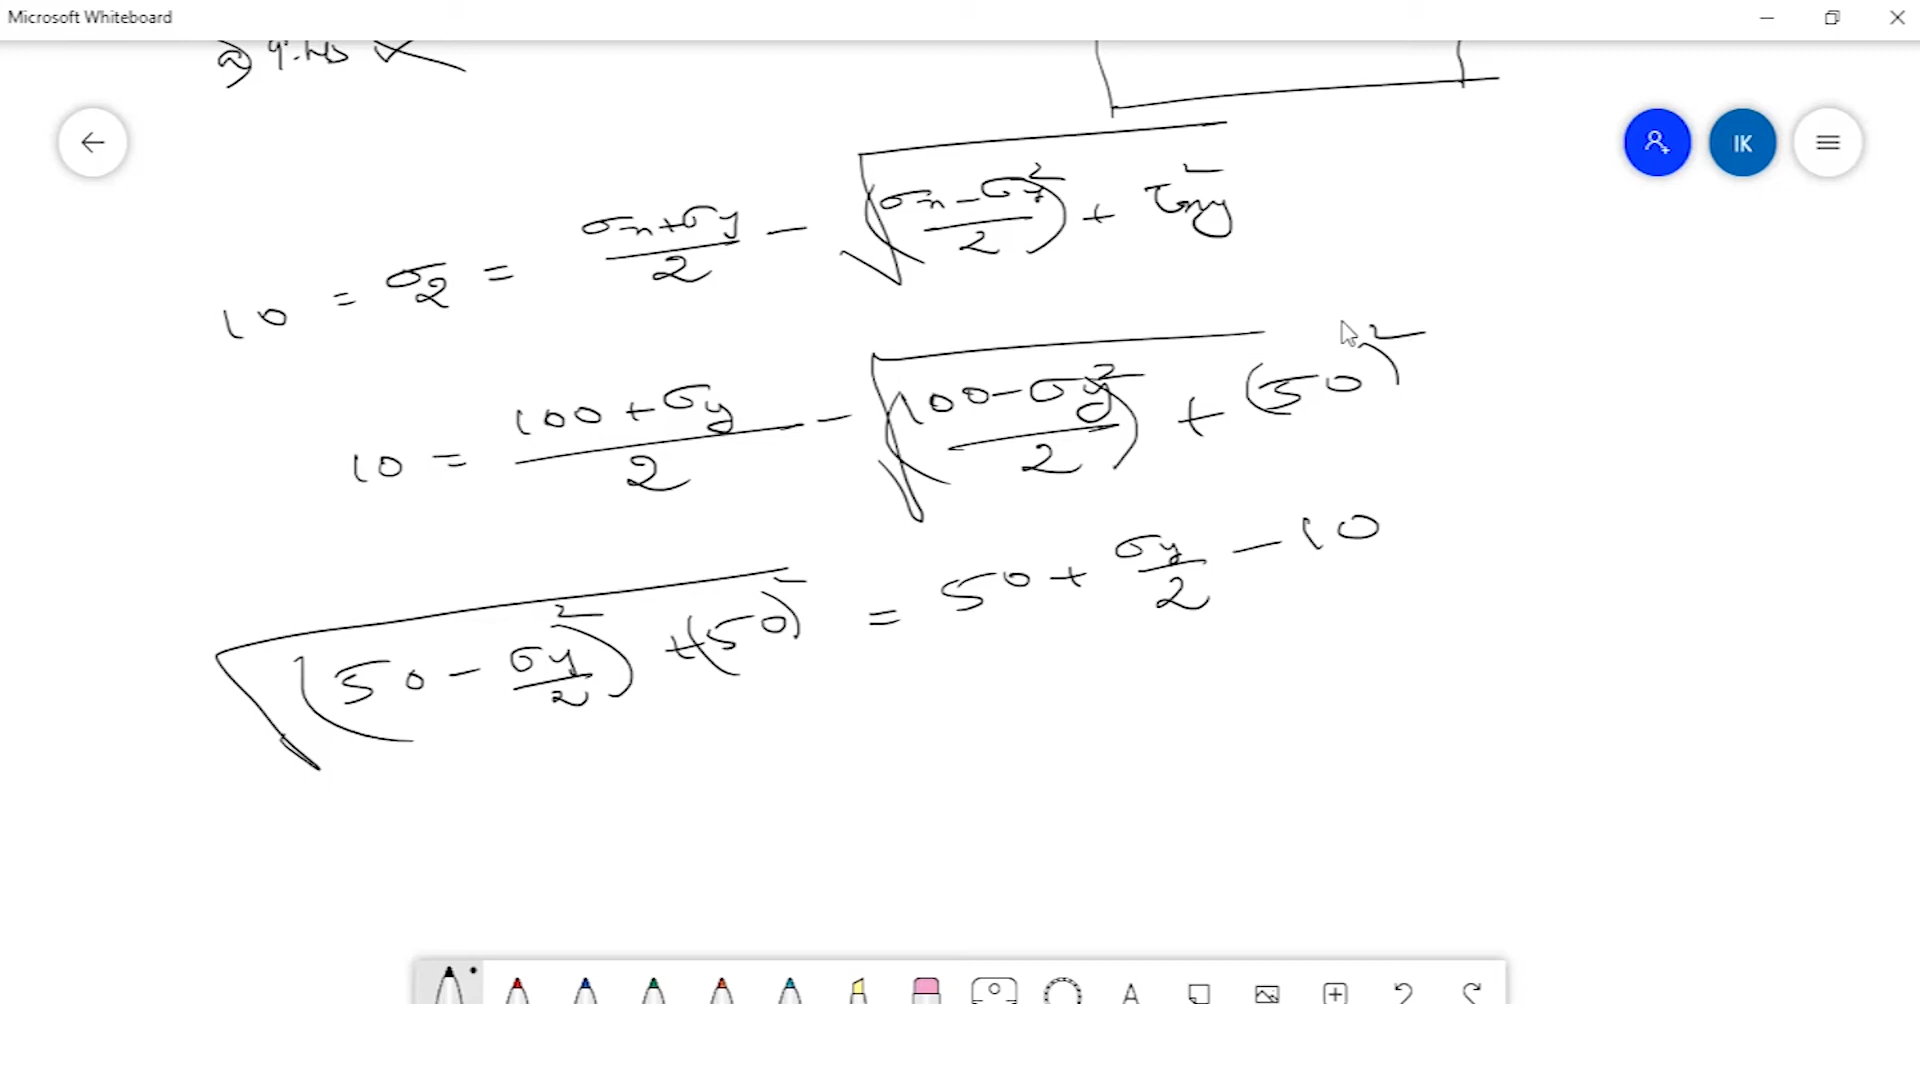 Microsoft Whiteboard
IK
10 = σ₂ = (σx + σy)/2 − √(((σx − σy)/2)² + τxy²)
10 = (100 + σy)/2 − √(((100 − σy)/2)² + (50)²)
√((50 − σy/2)² + (50)²) = 50 + σy/2 − 10